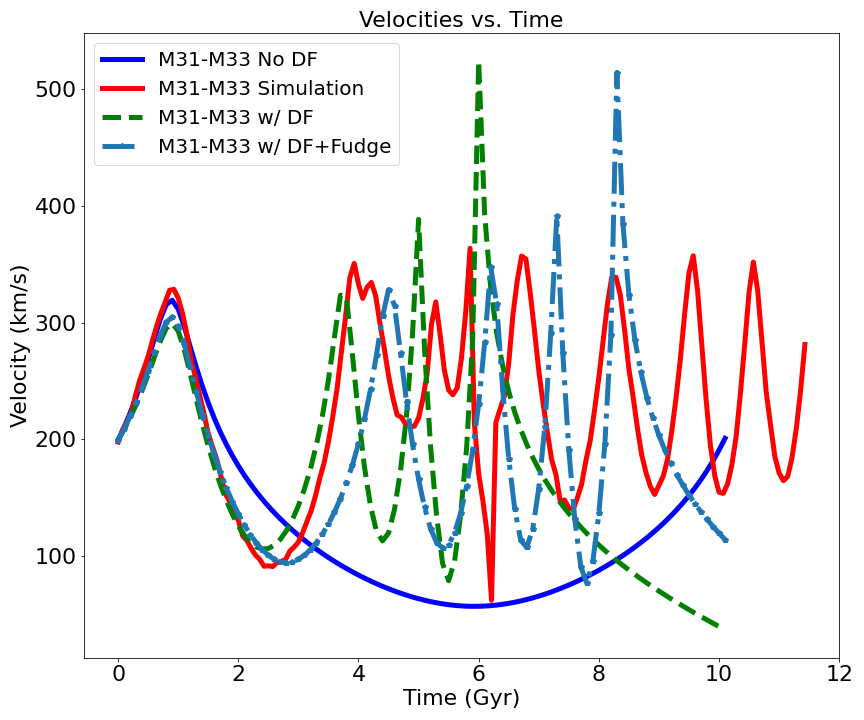 Velocities vs. Time
M31-M33 No DF
M31-M33 Simulation
M31-M33 w/ DF
M31-M33 w/ DF+Fudge
Velocity (km/s)
500
400
300
200
100
0 2 4 6 8 10 12
Time (Gyr)